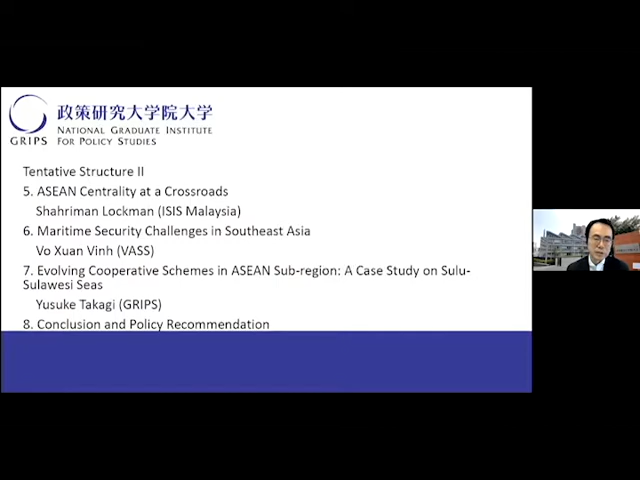 政策研究大学院大学
NATIONAL GRADUATE INSTITUTE
FOR POLICY STUDIES
GRIPS
Tentative Structure II
5. ASEAN Centrality at a Crossroads
Shahriman Lockman (ISIS Malaysia)
6. Maritime Security Challenges in Southeast Asia
Vo Xuan Vinh (VASS)
7. Evolving Cooperative Schemes in ASEAN Sub-region: A Case Study on Sulu-
Sulawesi Seas
Yusuke Takagi (GRIPS)
8. Conclusion and Policy Recommendation